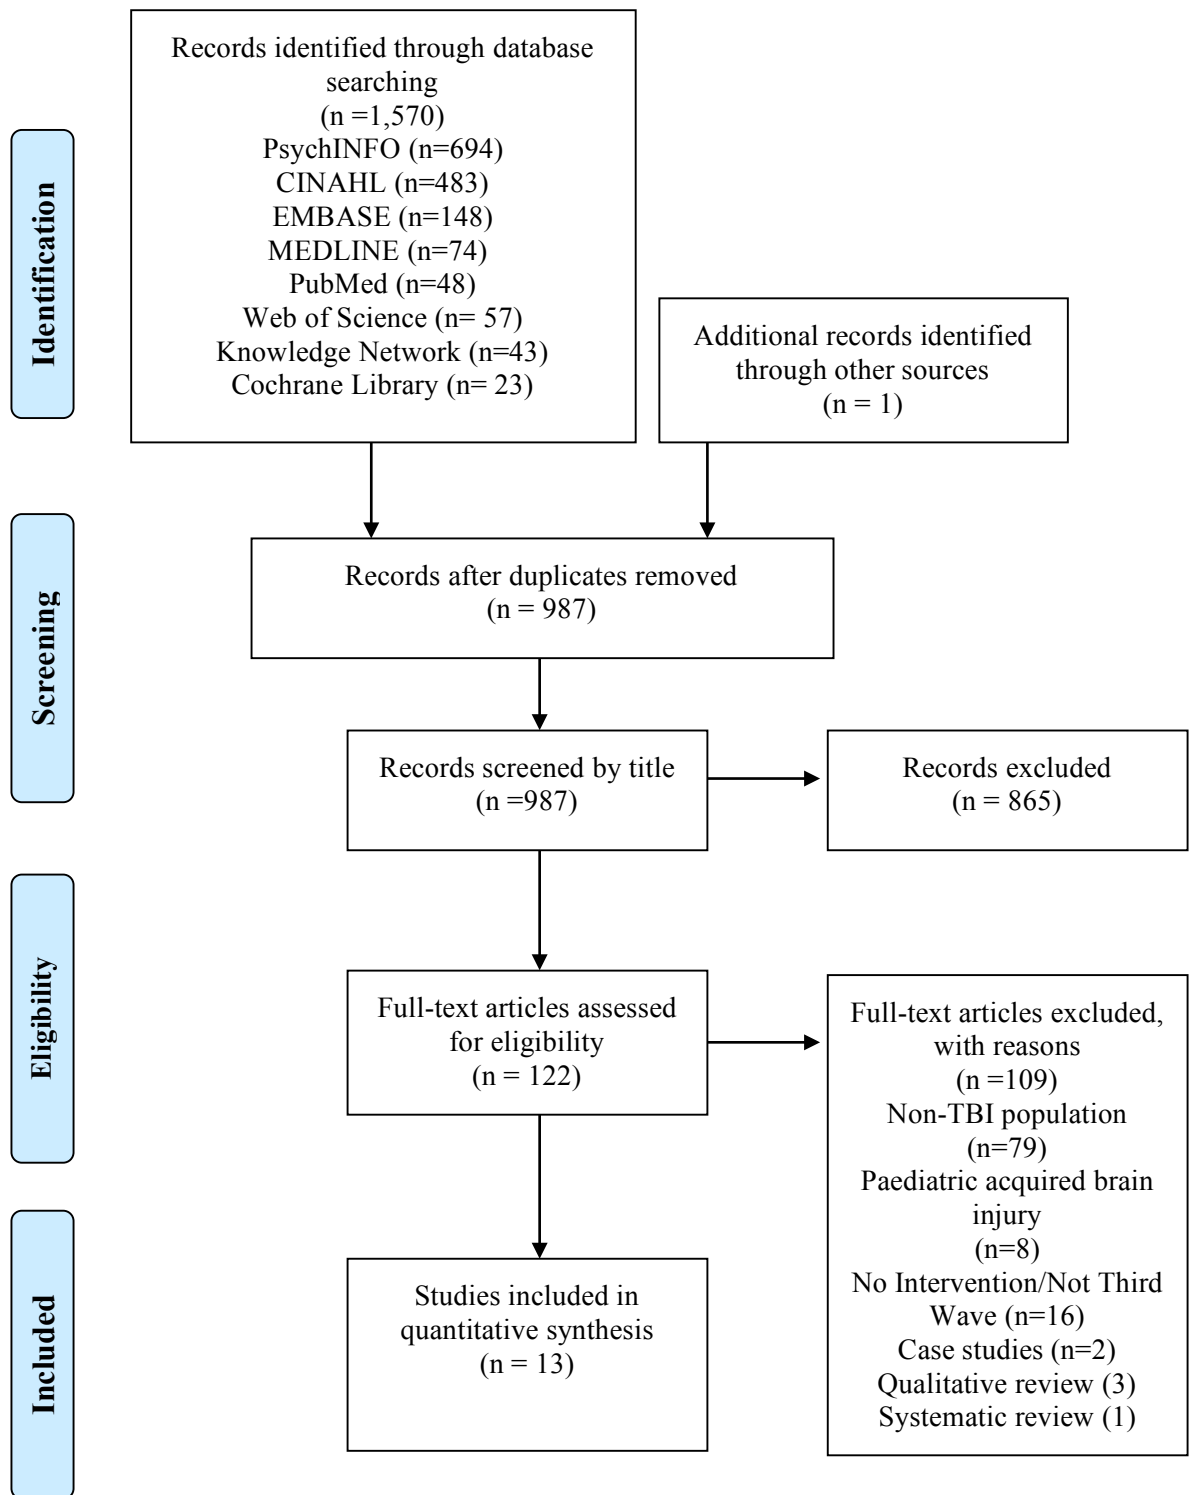 Identification
Records identified through database
searching
(n =1,570)
PsychINFO (n=694)
CINAHL (n=483)
EMBASE (n=148)
MEDLINE (n=74)
PubMed (n=48)
Web of Science (n= 57)
Knowledge Network (n=43)
Cochrane Library (n= 23)
Additional records identified
through other sources
(n = 1)
Screening
Records after duplicates removed
(n = 987)
Records screened by title
(n =987)
Records excluded
(n = 865)
Eligibility
Full-text articles assessed
for eligibility
(n = 122)
Full-text articles excluded,
with reasons
(n =109)
Non-TBI population
(n=79)
Paediatric acquired brain
injury
(n=8)
No Intervention/Not Third
Wave (n=16)
Case studies (n=2)
Qualitative review (3)
Systematic review (1)
Included
Studies included in
quantitative synthesis
(n = 13)